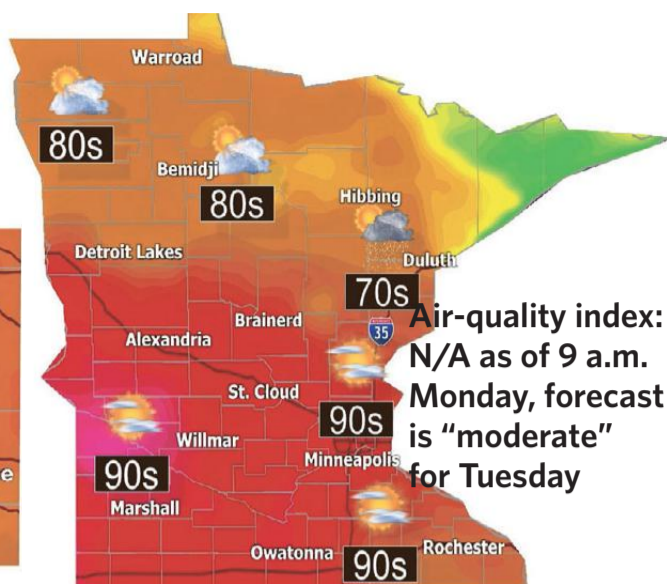 Warroad
80s
Bemidji
80s
Hibbing
Detroit Lakes
Duluth
70s
Brainerd
Alexandria
35
St. Cloud
90s
Willmar
Minneapolis
90s
Marshall
Owatonna
Rochester
90s
Air-quality index:
N/A as of 9 a.m.
Monday, forecast
is “moderate”
for Tuesday
e